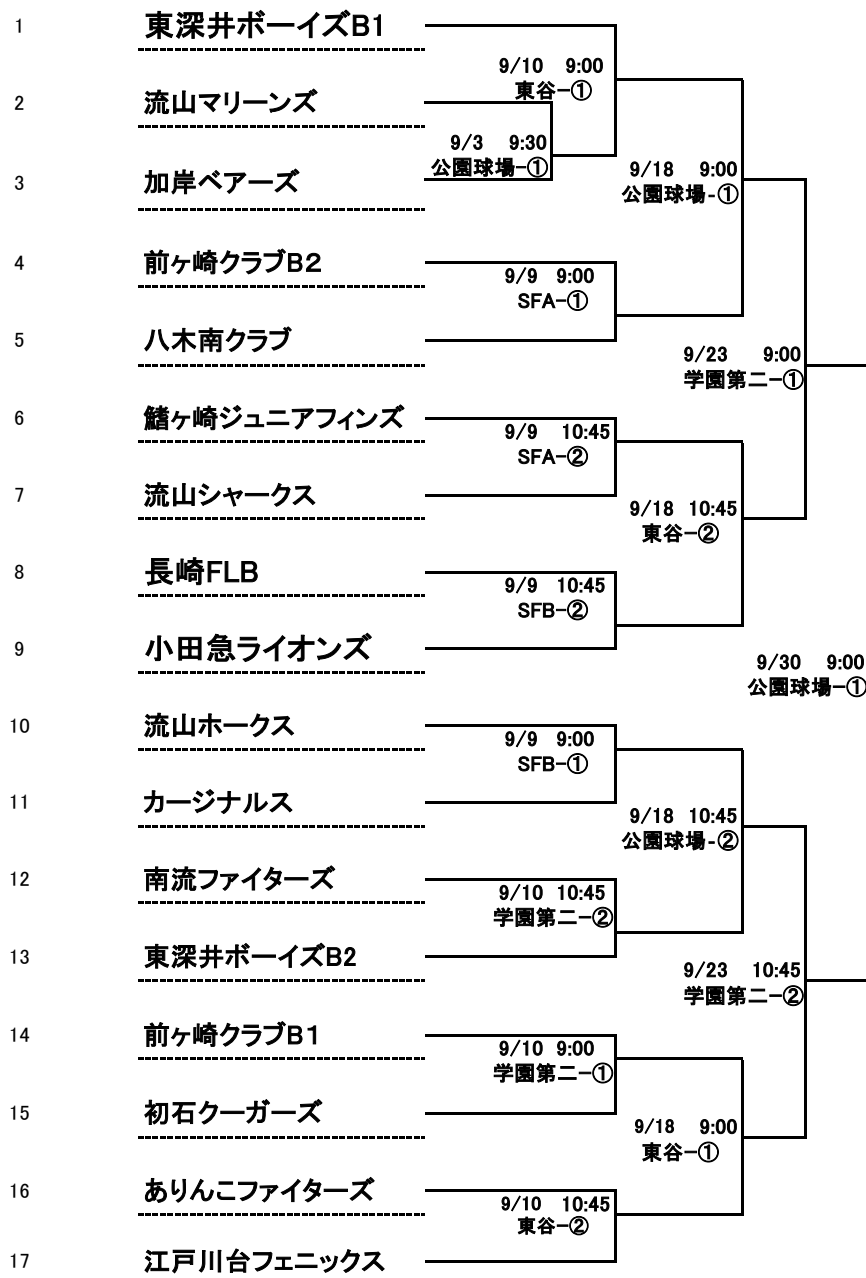 1 東深井ボーイズB1
9/10 9:00
東谷-①
2 流山マリーンズ
9/3 9:30
公園球場-①
3 加岸ベアーズ
9/18 9:00
公園球場-①
4 前ヶ崎クラブB2
9/9 9:00
SFA-①
5 八木南クラブ
9/23 9:00
学園第二-①
6 鰭ヶ崎ジュニアフィンズ
9/9 10:45
SFA-②
7 流山シャークス
9/18 10:45
東谷-②
8 長崎FLB
9/9 10:45
SFB-②
9 小田急ライオンズ
9/30 9:00
公園球場-①
10 流山ホークス
9/9 9:00
SFB-①
11 カージナルス
9/18 10:45
公園球場-②
12 南流ファイターズ
9/10 10:45
学園第二-②
13 東深井ボーイズB2
9/23 10:45
学園第二-②
14 前ヶ崎クラブB1
9/10 9:00
学園第二-①
15 初石クーガーズ
9/18 9:00
東谷-①
16 ありんこファイターズ
9/10 10:45
東谷-②
17 江戸川台フェニックス